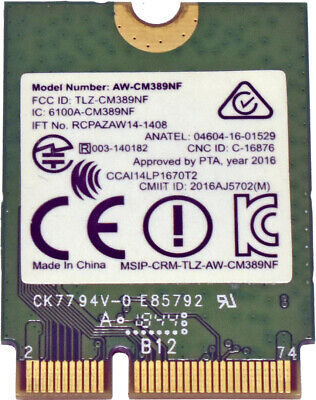 Model Number: AW-CM389NF
FCC ID: TLZ-CM389NF
IC: 6100A-CM389NF
IFT No. RCPAZAW14-1408
ANATEL: 04604-16-01529
R 003-140182
CNC ID: C-16876
Approved by PTA, year 2016
CCAI14LP1670T2
CMIIT ID: 2016AJ5702(M)
CE
Made In China
MSIP-CRM-TLZ-AW-CM389NF
CK7794V-0 E85792
A 1844
2
B12
74